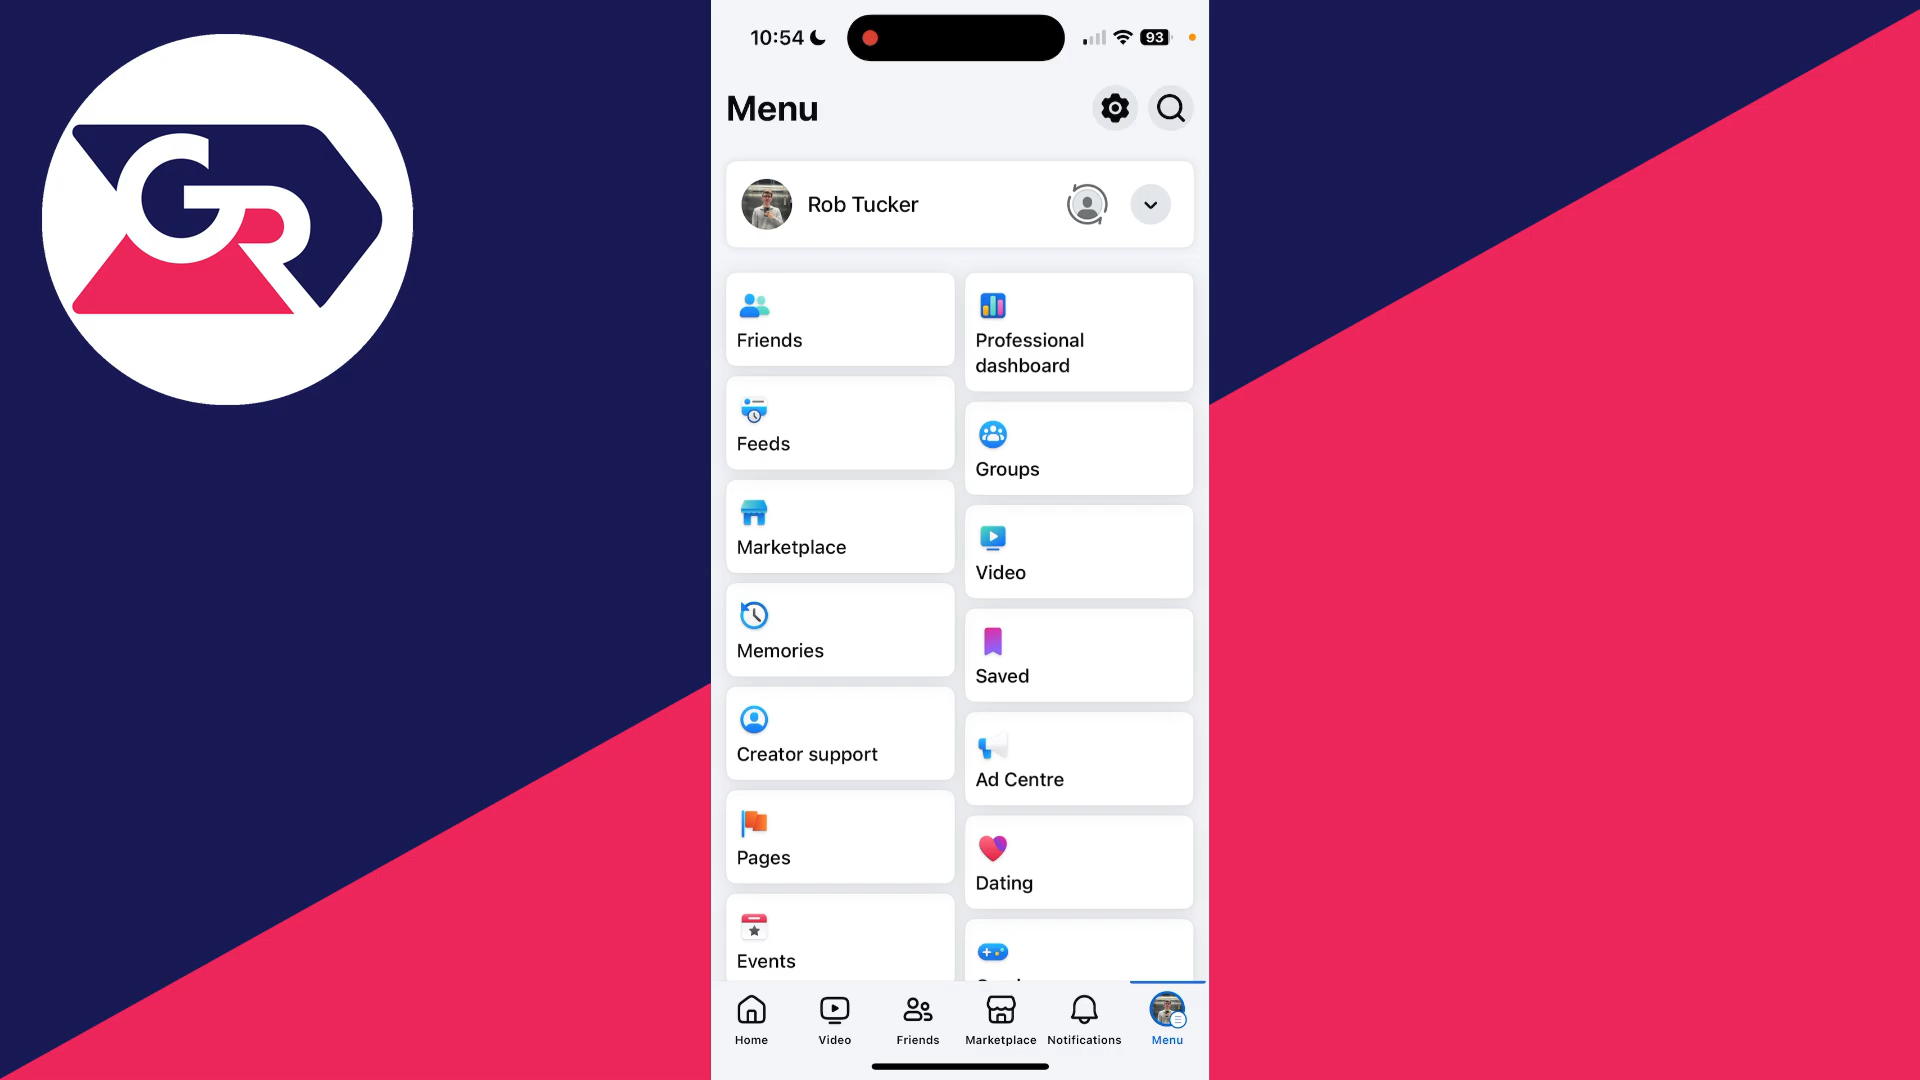 GR
10:54
93
Menu
Rob Tucker
Friends
Professional
dashboard
Feeds
Groups
Marketplace
Video
Memories
Saved
Creator support
Ad Centre
Pages
Dating
Events
Home
Video
Friends
Marketplace
Notifications
Menu